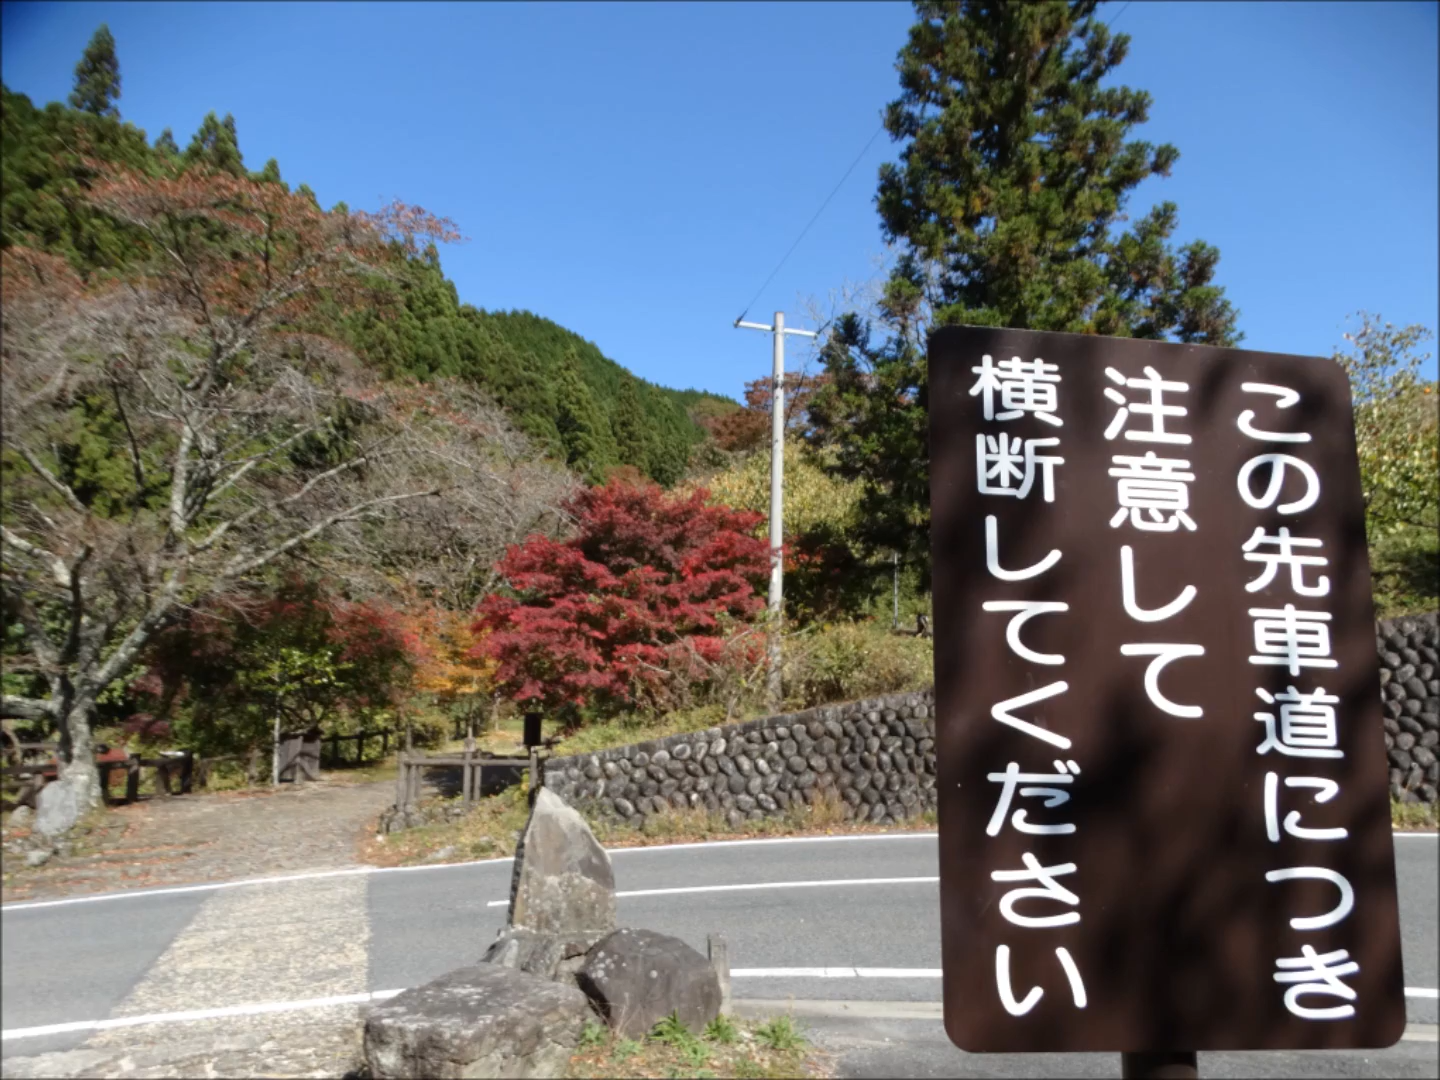 この先車道につき
注意して
横断してください